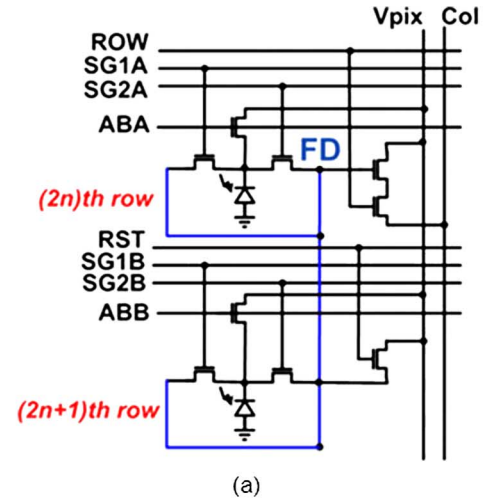 Vpix Col
ROW
SG1A
SG2A
ABA
FD
(2n)th row
RST
SG1B
SG2B
ABB
(2n+1)th row
(a)